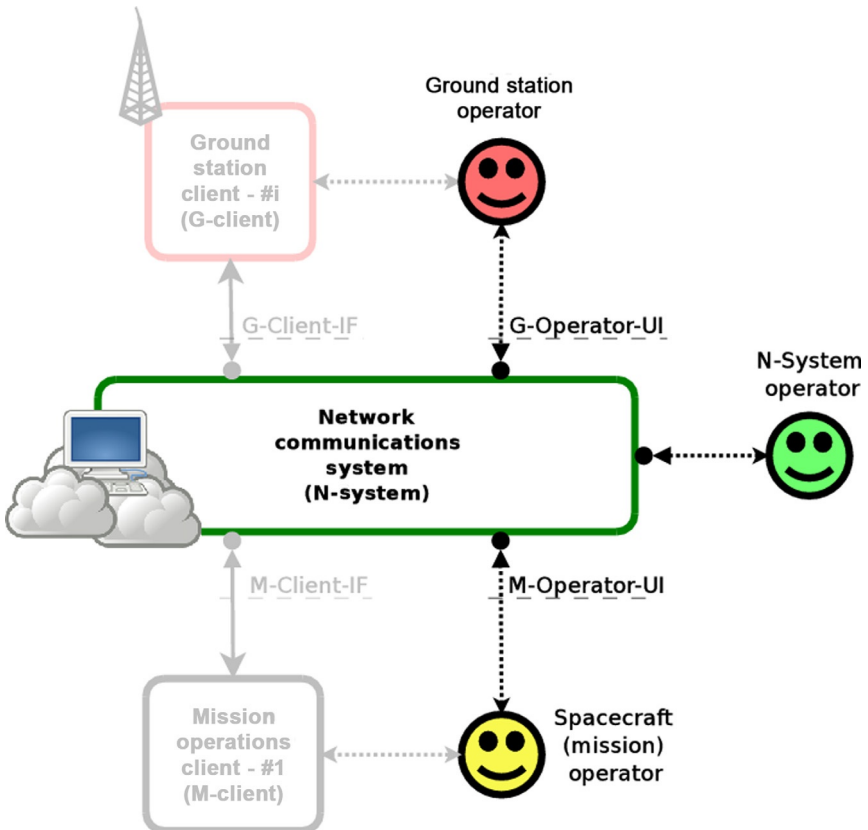 Ground station
operator
Ground
station
client - #i
(G-client)
G-Client-IF
G-Operator-UI
N-System
operator
Network
communications
system
(N-system)
M-Client-IF
M-Operator-UI
Mission
operations
client - #1
(M-client)
Spacecraft
(mission)
operator